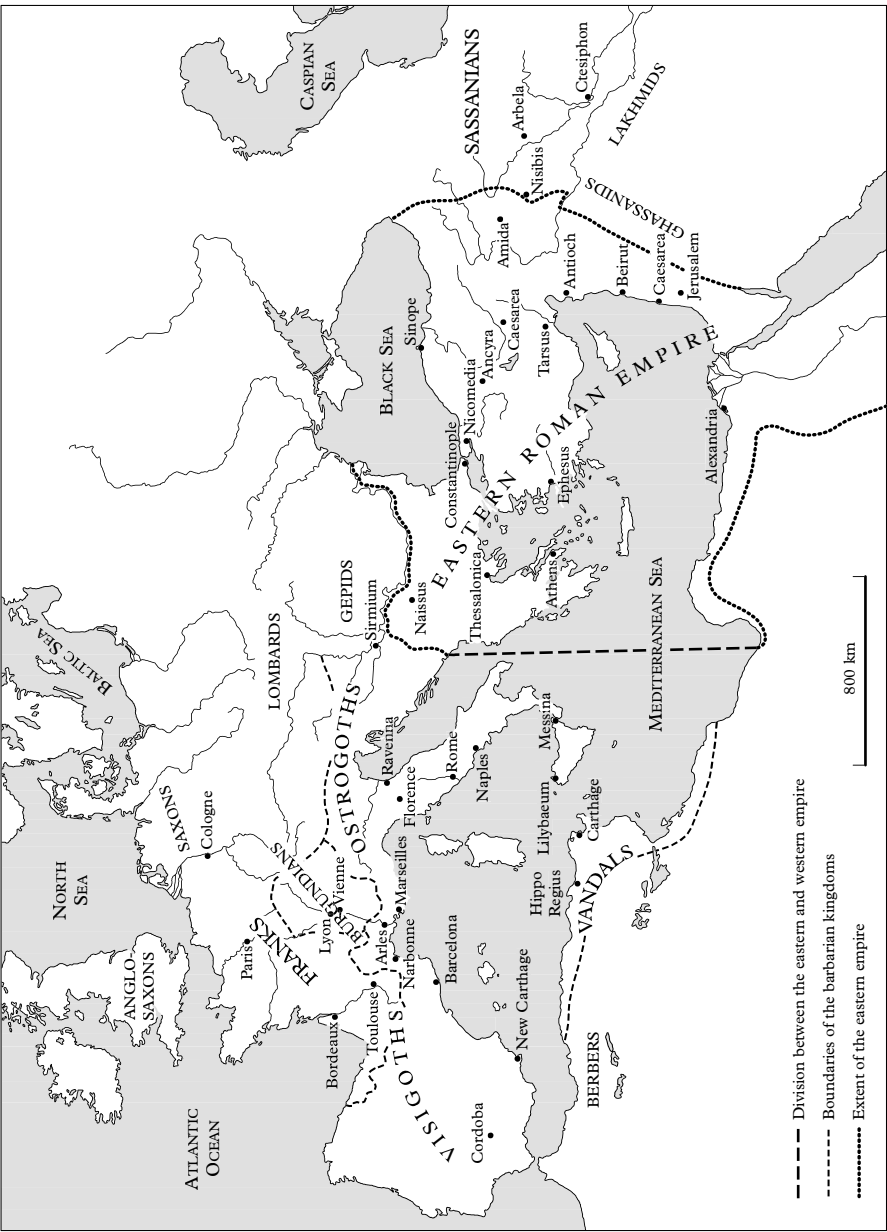 ATLANTIC
OCEAN
NORTH
SEA
BALTIC SEA
CASPIAN
SEA
ANGLO-
SAXONS
SAXONS
Cologne
Paris
FRANKS
LOMBARDS
GEPIDS
BURGUNDIANS
Lyon
Vienne
Bordeaux
Toulouse
Arles
Narbonne
Marseilles
VISIGOTHS
Barcelona
Cordoba
New Carthage
OSTROGOTHS
Ravenna
Florence
Rome
Naples
Messina
Lilybaeum
Carthage
Hippo
Regius
VANDALS
BERBERS
Sirmium
Naissus
BLACK SEA
Sinope
Constantinople
Nicomedia
Ancyra
Caesarea
Thessalonica
Athens
Ephesus
Tarsus
EASTERN ROMAN EMPIRE
MEDITERRANEAN SEA
Alexandria
Amida
Antioch
Beirut
Caesarea
Jerusalem
SASSANIANS
Arbela
Nisibis
Ctesiphon
LAKHMIDS
GHASSANIDS
Division between the eastern and western empire
Boundaries of the barbarian kingdoms
Extent of the eastern empire
800 km